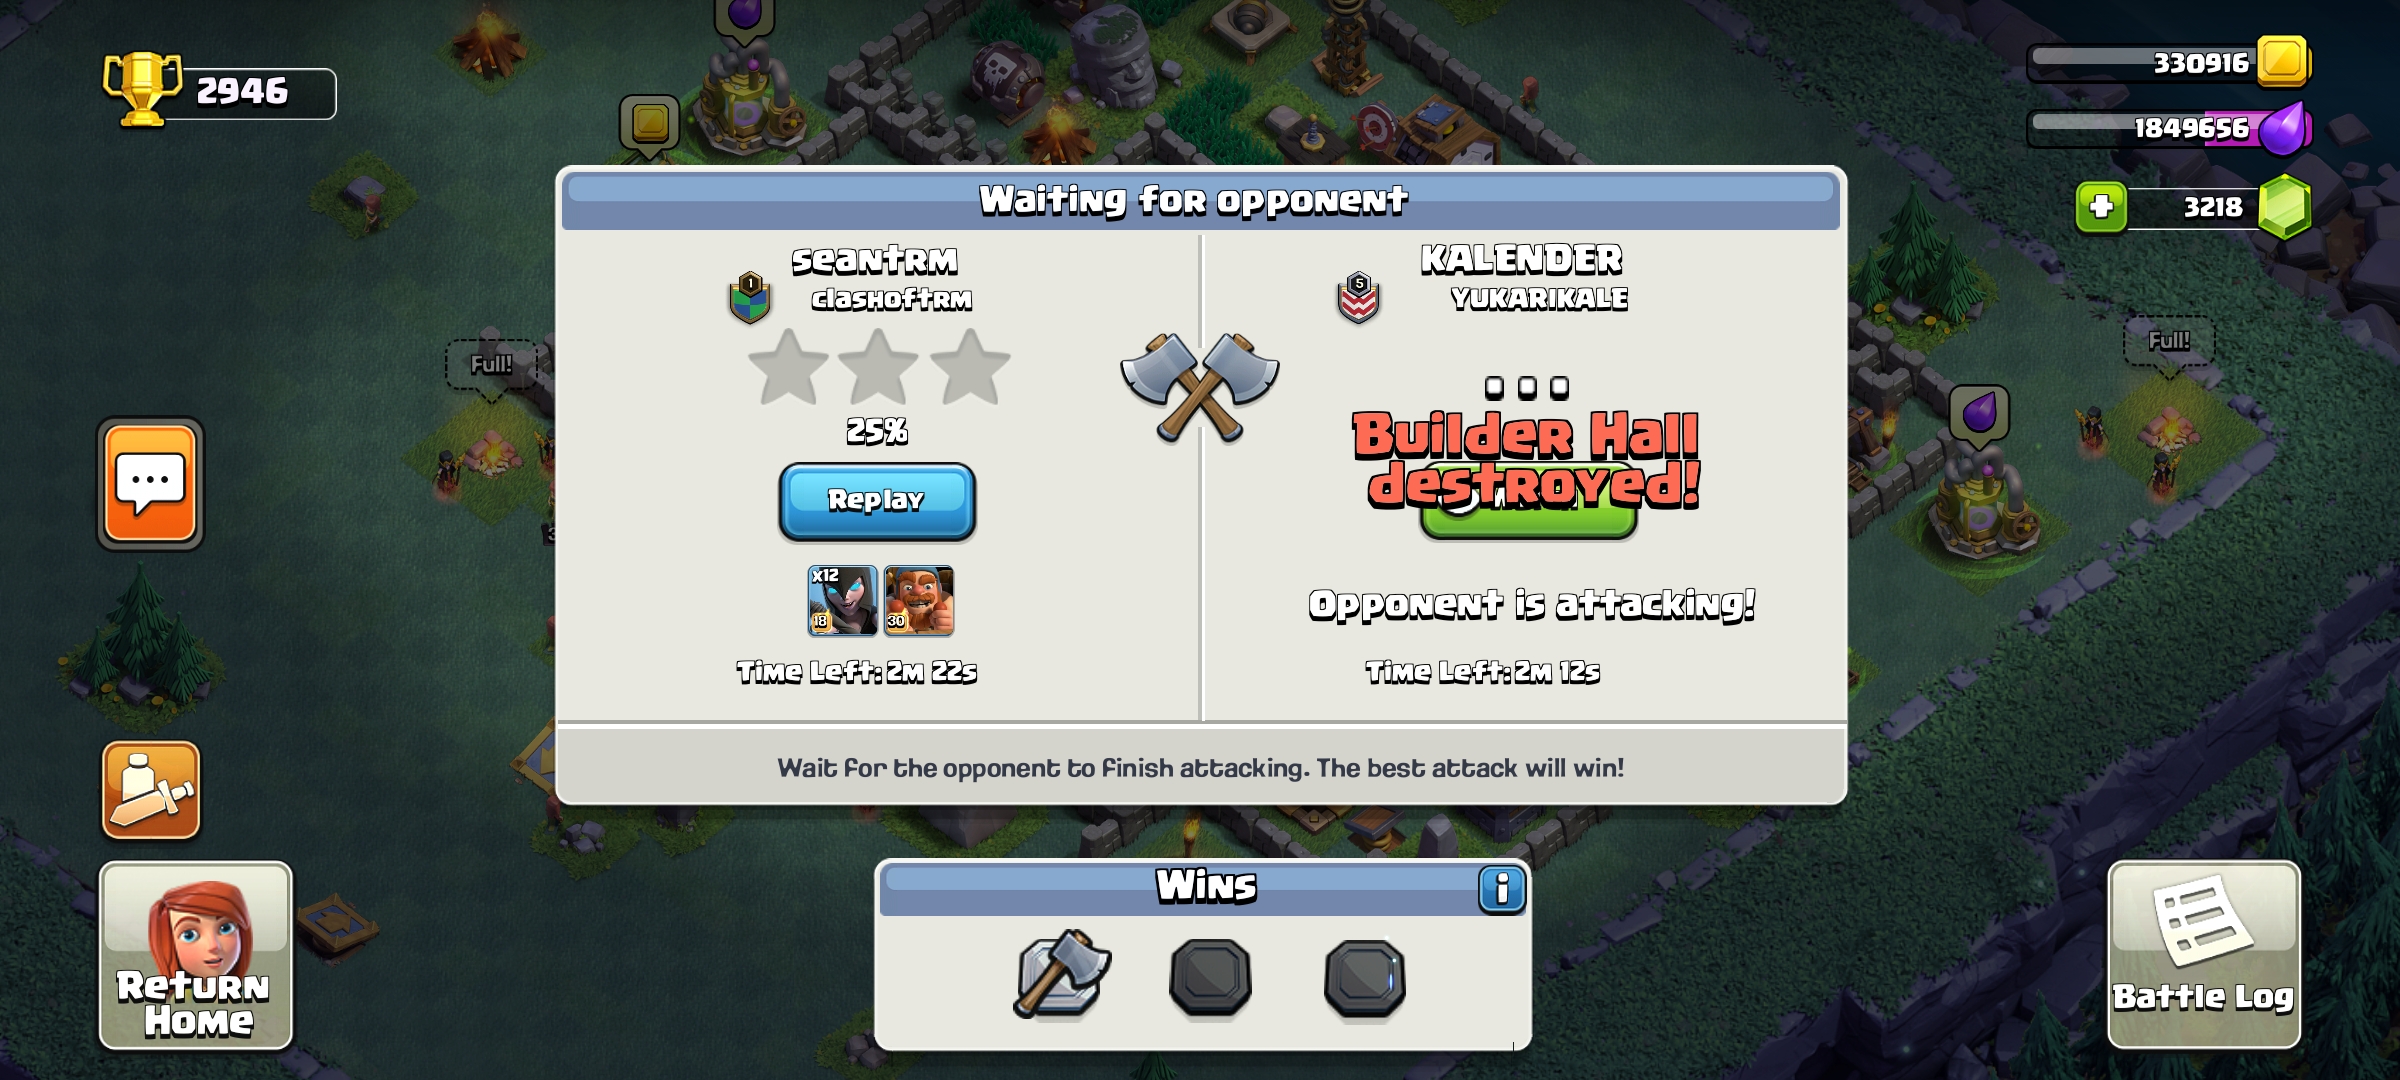 2946
330916
1849656
3218
Waiting for opponent
seantrm
1
clashoftrm
25%
Replay
x12
18
30
Time Left: 2m 22s
KALENDER
5
YUKARIKALE
Builder Hall
destroyed!
Opponent is attacking!
Time Left: 2m 12s
Wait for the opponent to finish attacking. The best attack will win!
Full!
Full!
Wins
i
Return
Home
Battle Log